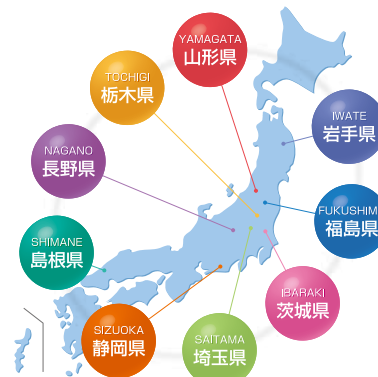 YAMAGATA
山形県
TOCHIGI
栃木県
IWATE
岩手県
NAGANO
長野県
FUKUSHIM
福島県
SHIMANE
島根県
IBARAKI
茨城県
SIZUOKA
静岡県
SAITAMA
埼玉県